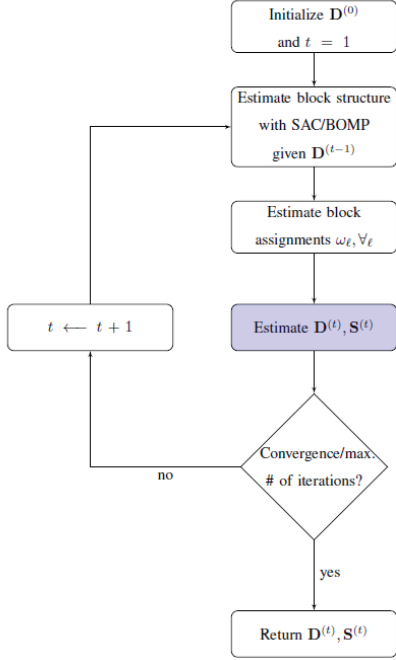 Initialize D^(0)
and t = 1
Estimate block structure
with SAC/BOMP
given D^(t−1)
Estimate block
assignments ω_ℓ, ∀_ℓ
t ⟵ t + 1
Estimate D^(t), S^(t)
Convergence/max.
# of iterations?
no
yes
Return D^(t), S^(t)